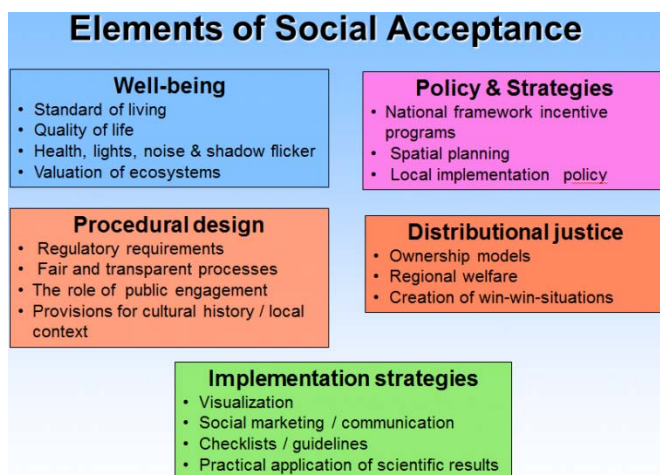 Elements of Social Acceptance
Well-being
• Standard of living
• Quality of life
• Health, lights, noise & shadow flicker
• Valuation of ecosystems
Policy & Strategies
• National framework incentive
programs
• Spatial planning
• Local implementation policy
Procedural design
• Regulatory requirements
• Fair and transparent processes
• The role of public engagement
• Provisions for cultural history / local
context
Distributional justice
• Ownership models
• Regional welfare
• Creation of win-win-situations
Implementation strategies
• Visualization
• Social marketing / communication
• Checklists / guidelines
• Practical application of scientific results